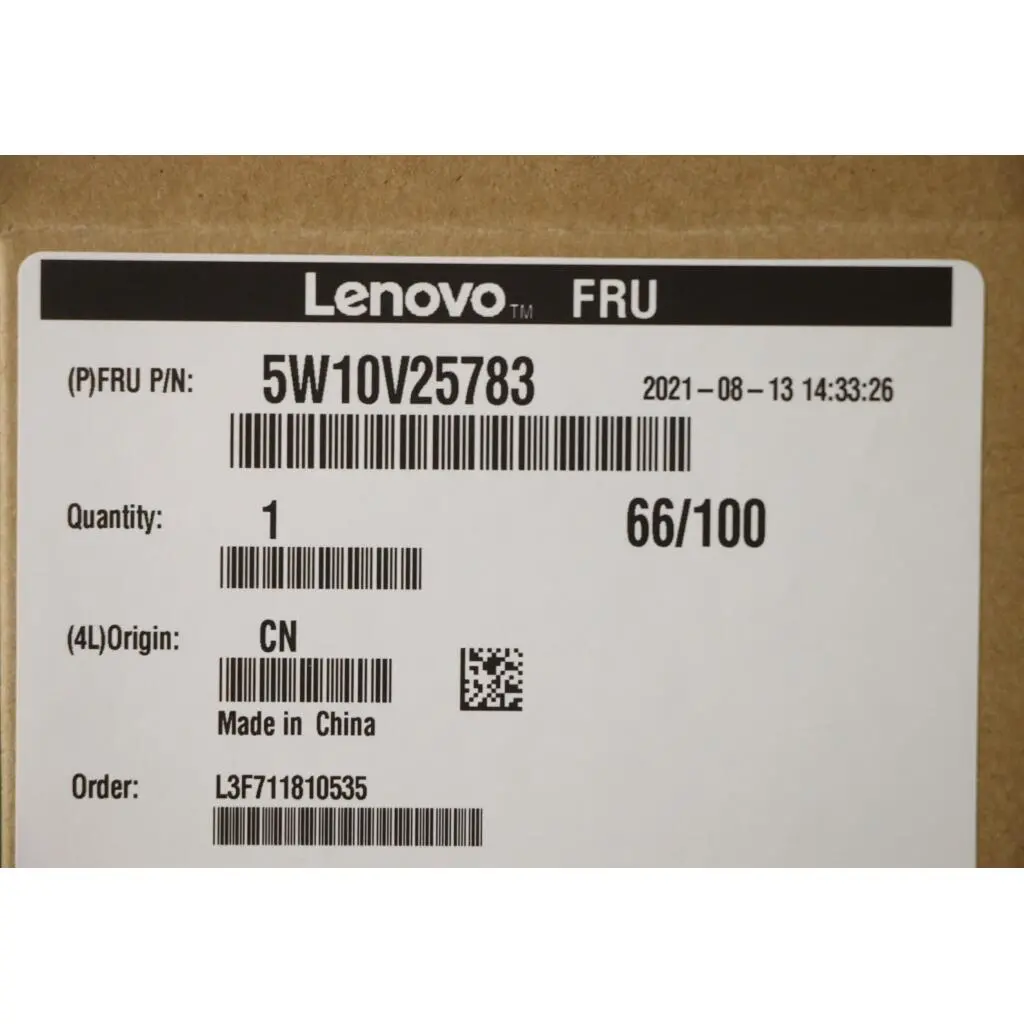 Lenovo™ FRU
(P)FRU P/N: 5W10V25783 2021-08-13 14:33:26
Quantity: 1 66/100
(4L)Origin: CN
Made in China
Order: L3F711810535